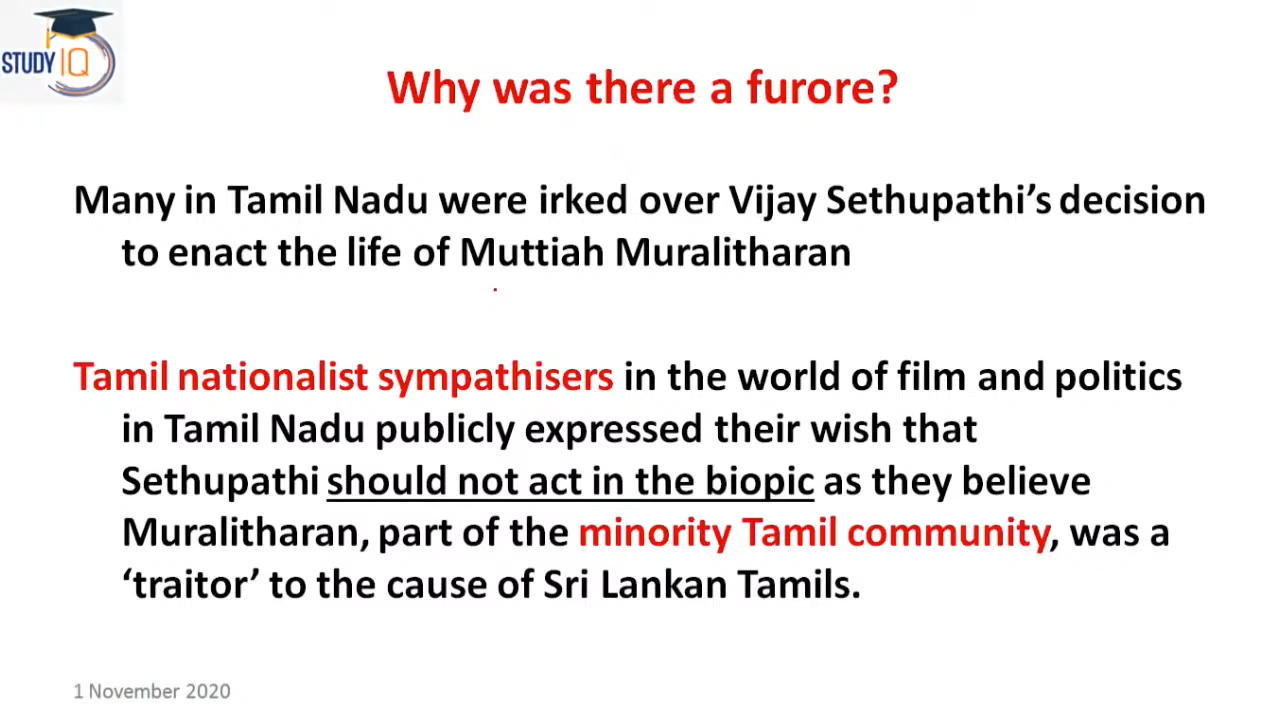 STUDY IQ
Why was there a furore?
Many in Tamil Nadu were irked over Vijay Sethupathi’s decision
to enact the life of Muttiah Muralitharan
Tamil nationalist sympathisers in the world of film and politics
in Tamil Nadu publicly expressed their wish that
Sethupathi should not act in the biopic as they believe
Muralitharan, part of the minority Tamil community, was a
‘traitor’ to the cause of Sri Lankan Tamils.
1 November 2020